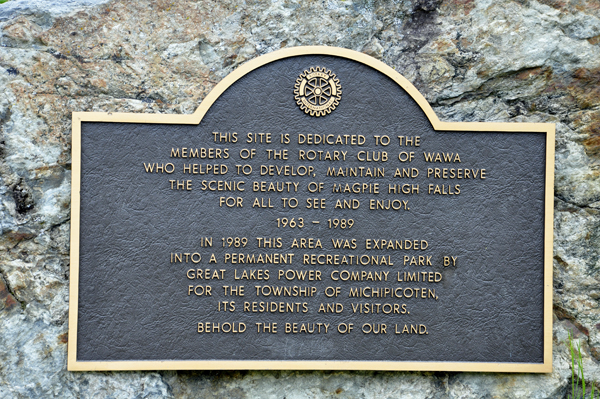 THIS SITE IS DEDICATED TO THE
MEMBERS OF THE ROTARY CLUB OF WAWA
WHO HELPED TO DEVELOP, MAINTAIN AND PRESERVE
THE SCENIC BEAUTY OF MAGPIE HIGH FALLS
FOR ALL TO SEE AND ENJOY.
1963 – 1989
IN 1989 THIS AREA WAS EXPANDED
INTO A PERMANENT RECREATIONAL PARK BY
GREAT LAKES POWER COMPANY LIMITED
FOR THE TOWNSHIP OF MICHIPICOTEN,
ITS RESIDENTS AND VISITORS.
BEHOLD THE BEAUTY OF OUR LAND.